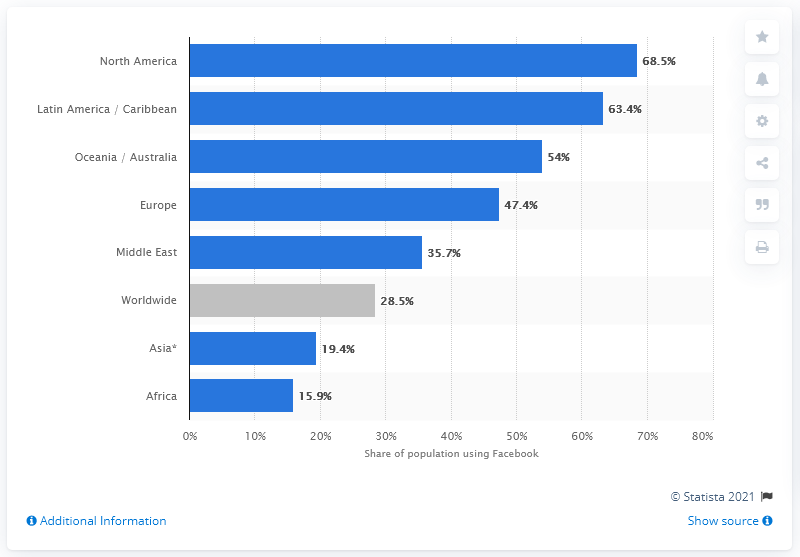 North America 68.5%
Latin America / Caribbean 63.4%
Oceania / Australia 54%
Europe 47.4%
Middle East 35.7%
Worldwide 28.5%
Asia* 19.4%
Africa 15.9%
0% 10% 20% 30% 40% 50% 60% 70% 80%
Share of population using Facebook
© Statista 2021
Additional Information
Show source